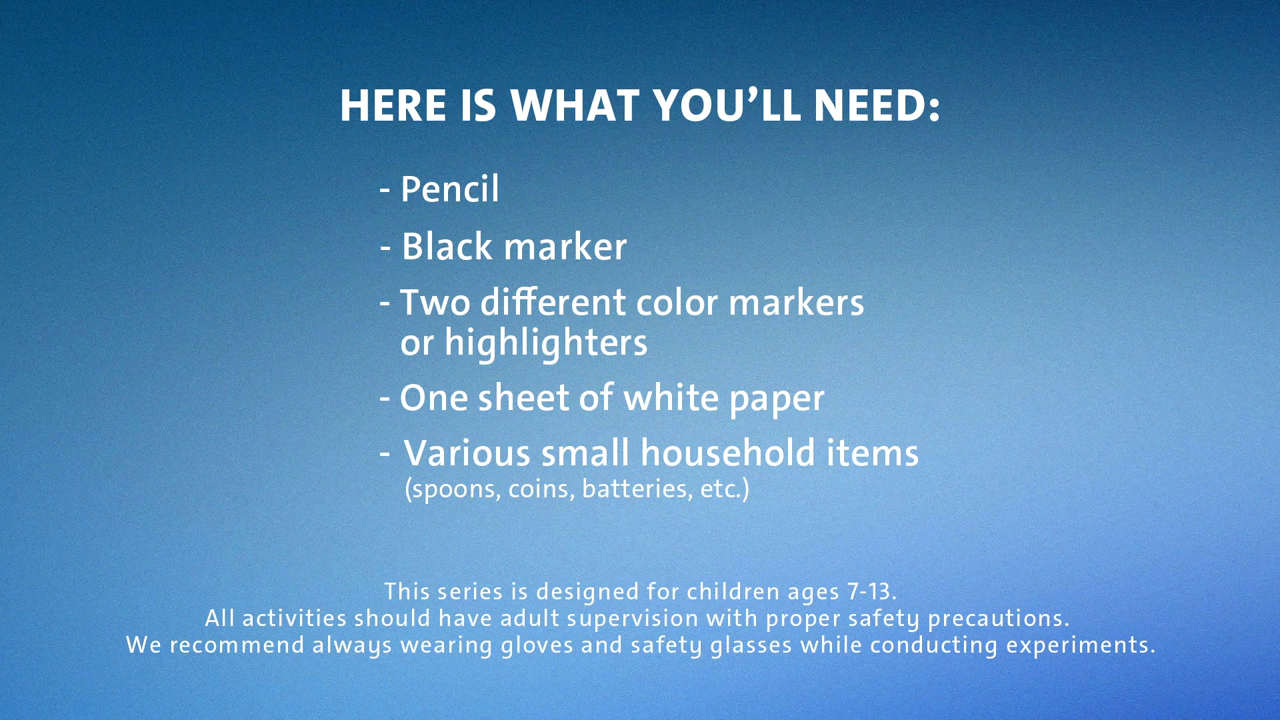 HERE IS WHAT YOU’LL NEED:
- Pencil
- Black marker
- Two different color markers
or highlighters
- One sheet of white paper
- Various small household items
(spoons, coins, batteries, etc.)
This series is designed for children ages 7-13.
All activities should have adult supervision with proper safety precautions.
We recommend always wearing gloves and safety glasses while conducting experiments.